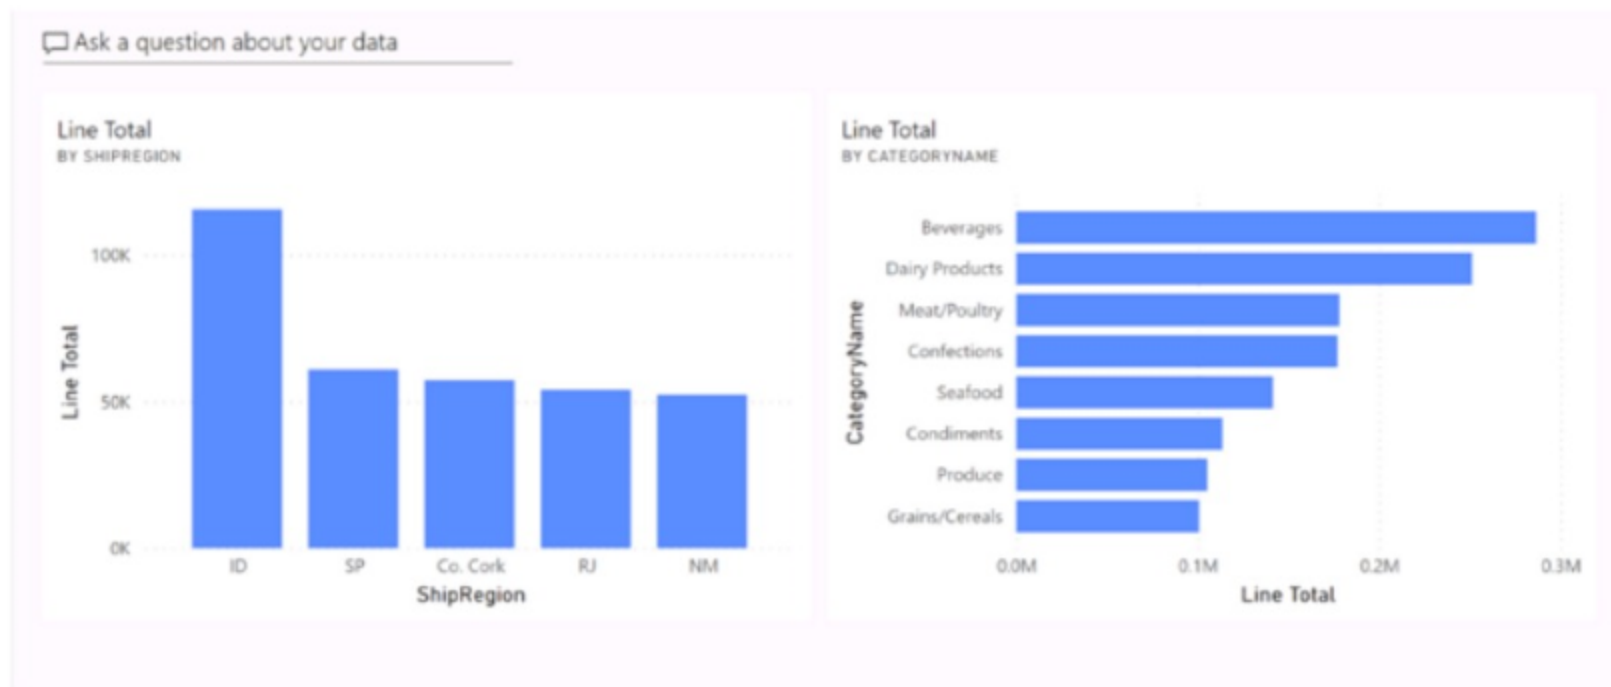 Ask a question about your data
Line Total
BY SHIPREGION
100K
50K
0K
Line Total
ID
SP
Co. Cork
RJ
NM
ShipRegion
Line Total
BY CATEGORYNAME
CategoryName
Beverages
Dairy Products
Meat/Poultry
Confections
Seafood
Condiments
Produce
Grains/Cereals
0.0M
0.1M
0.2M
0.3M
Line Total